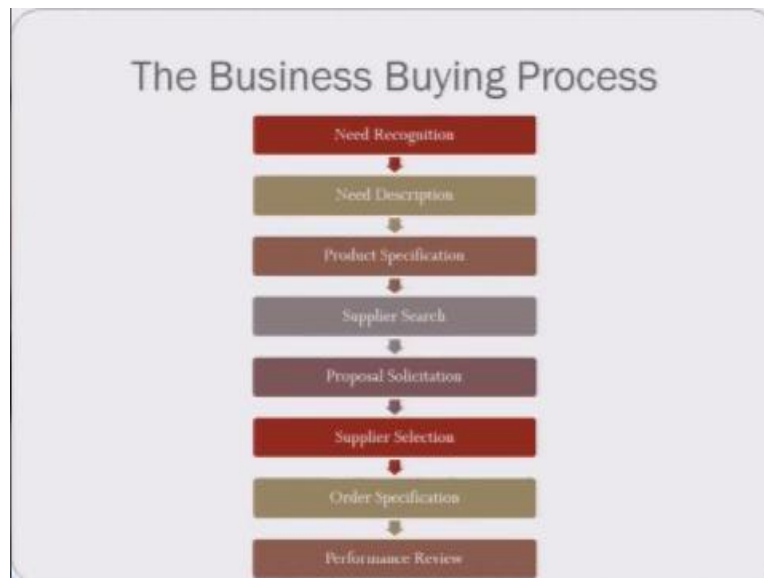 The Business Buying Process
Need Recognition
Need Description
Product Specification
Supplier Search
Proposal Solicitation
Supplier Selection
Order Specification
Performance Review